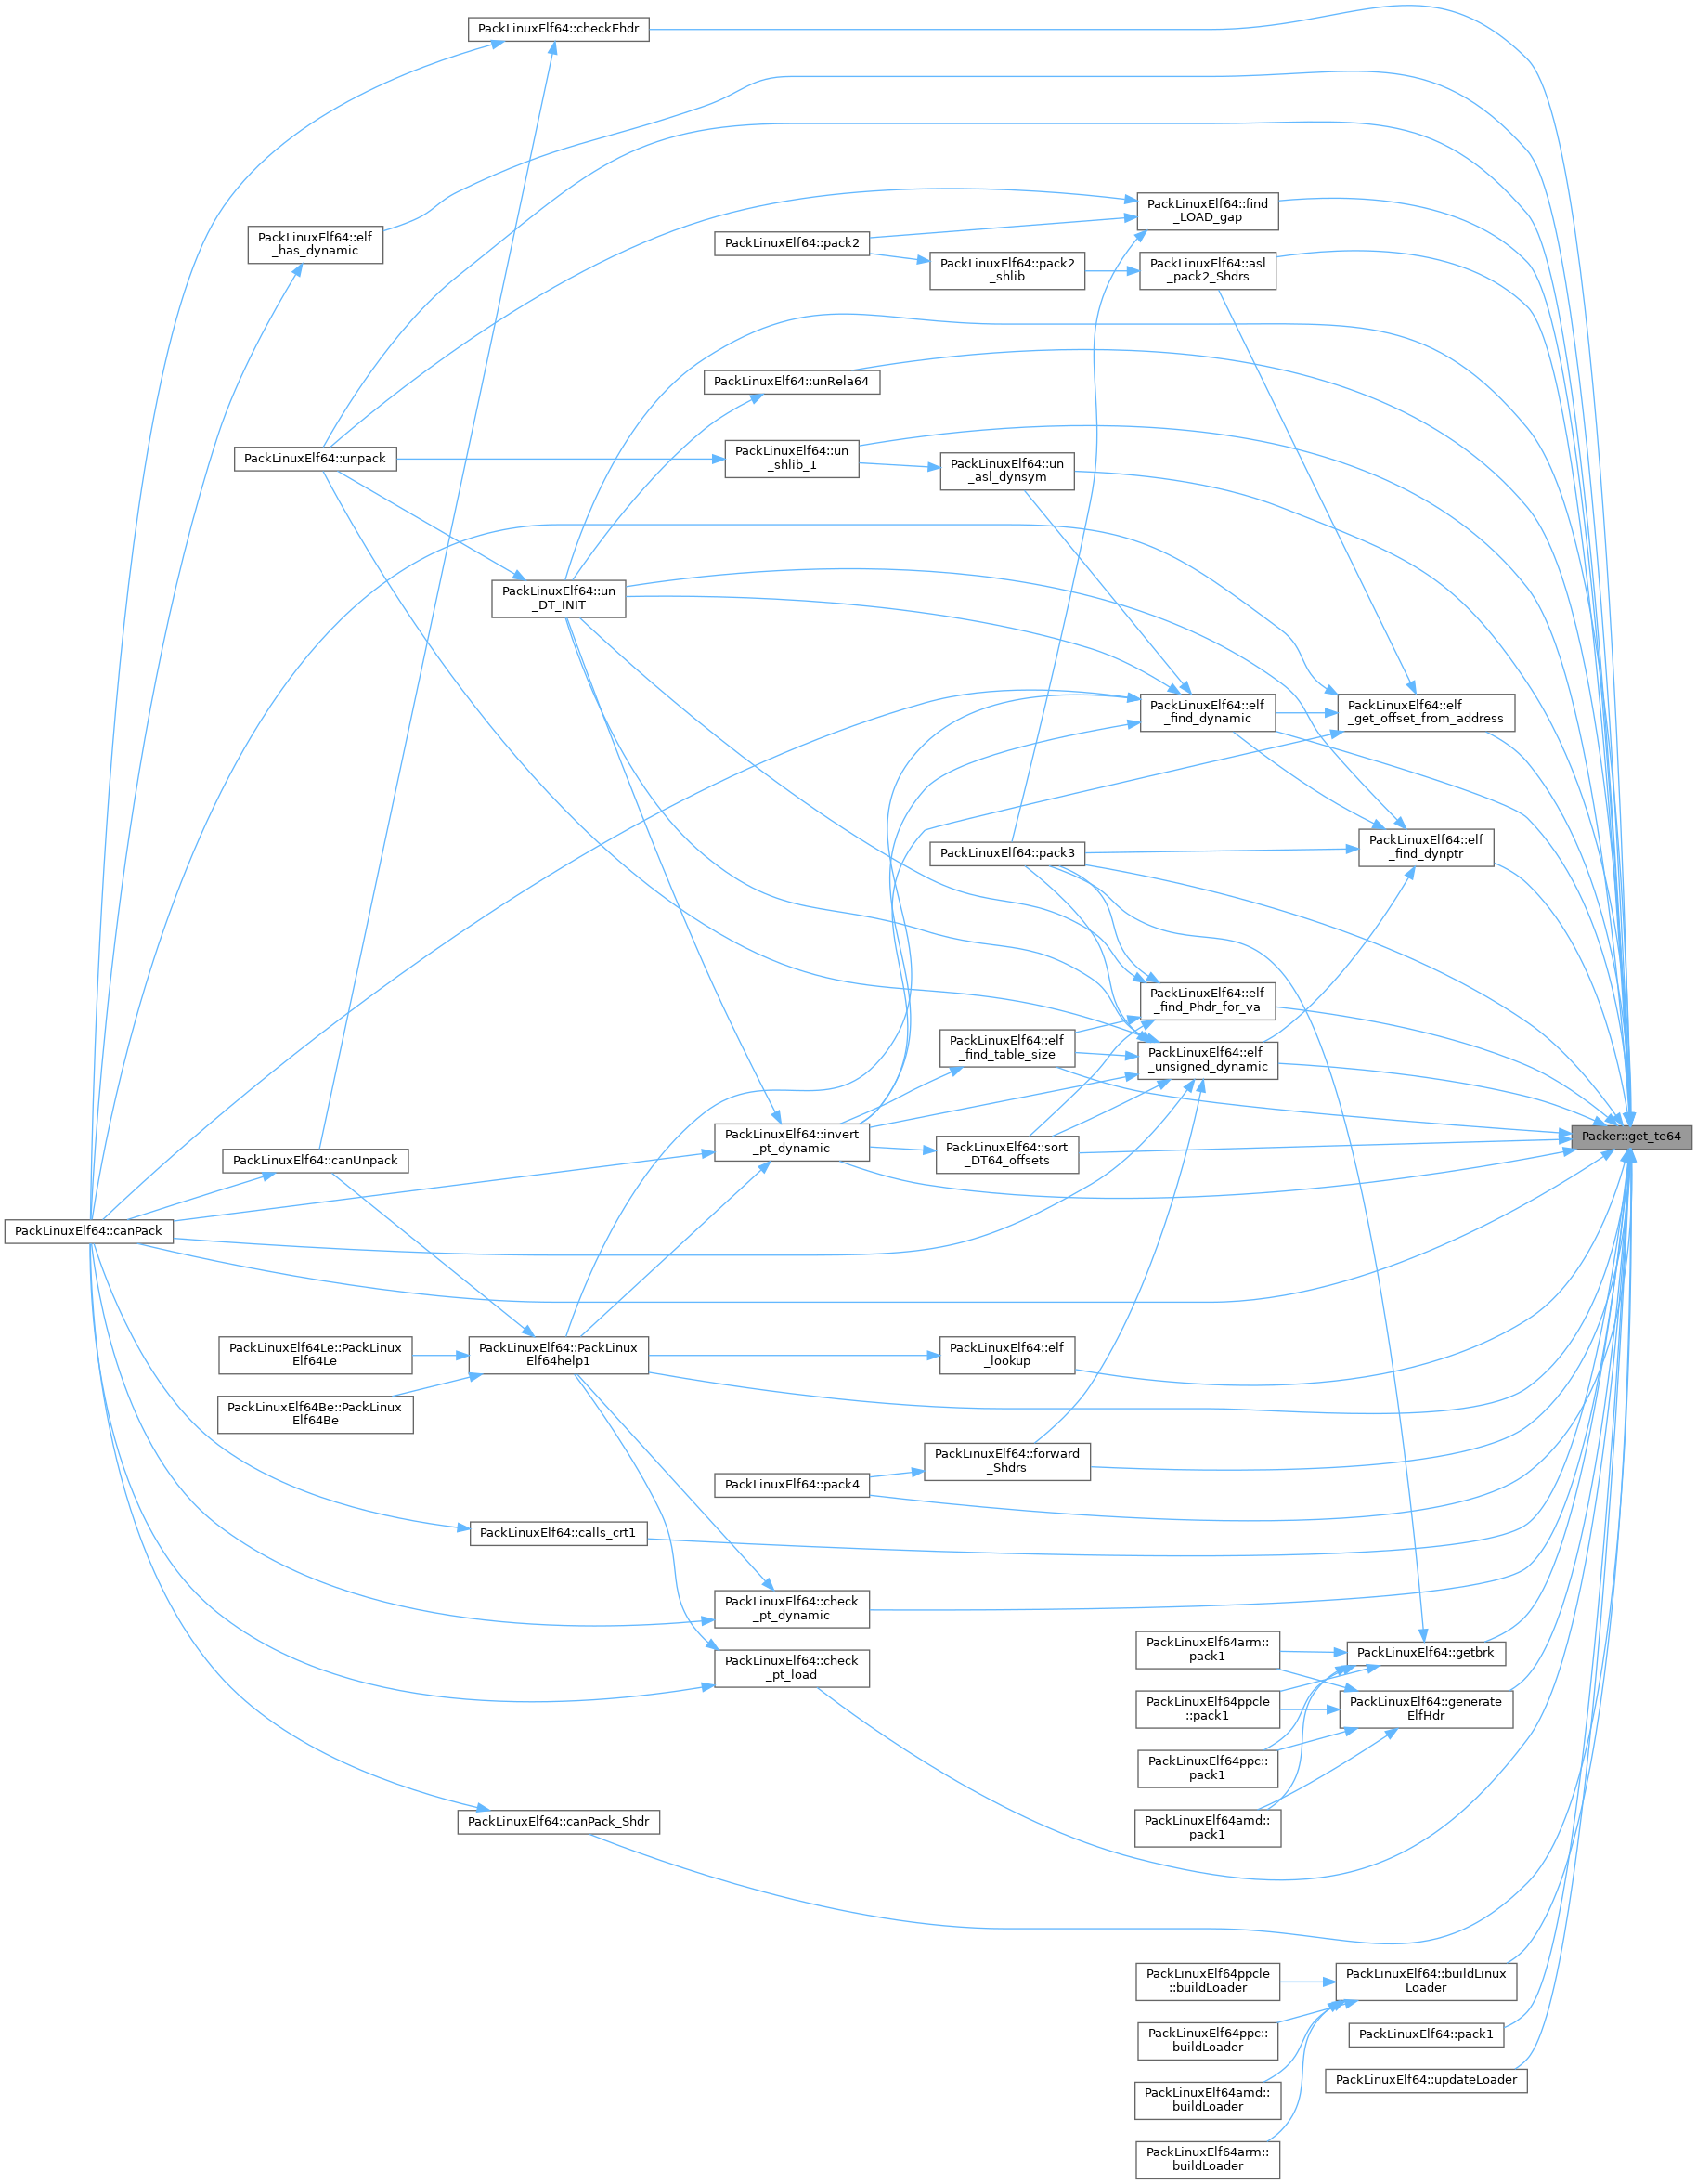 PackLinuxElf64::checkEhdr
PackLinuxElf64::find
_LOAD_gap
PackLinuxElf64::elf
_has_dynamic
PackLinuxElf64::pack2
PackLinuxElf64::pack2
_shlib
PackLinuxElf64::asl
_pack2_Shdrs
PackLinuxElf64::unRela64
PackLinuxElf64::unpack
PackLinuxElf64::un
_shlib_1
PackLinuxElf64::un
_asl_dynsym
PackLinuxElf64::un
_DT_INIT
PackLinuxElf64::elf
_find_dynamic
PackLinuxElf64::elf
_get_offset_from_address
PackLinuxElf64::pack3
PackLinuxElf64::elf
_find_dynptr
PackLinuxElf64::elf
_find_Phdr_for_va
PackLinuxElf64::elf
_find_table_size
PackLinuxElf64::elf
_unsigned_dynamic
Packer::get_te64
PackLinuxElf64::invert
_pt_dynamic
PackLinuxElf64::sort
_DT64_offsets
PackLinuxElf64::canUnpack
PackLinuxElf64::canPack
PackLinuxElf64Le::PackLinux
Elf64Le
PackLinuxElf64::PackLinux
Elf64help1
PackLinuxElf64::elf
_lookup
PackLinuxElf64Be::PackLinux
Elf64Be
PackLinuxElf64::forward
_Shdrs
PackLinuxElf64::pack4
PackLinuxElf64::calls_crt1
PackLinuxElf64::check
_pt_dynamic
PackLinuxElf64::check
_pt_load
PackLinuxElf64arm::
pack1
PackLinuxElf64::getbrk
PackLinuxElf64ppcle
::pack1
PackLinuxElf64::generate
ElfHdr
PackLinuxElf64ppc::
pack1
PackLinuxElf64amd::
pack1
PackLinuxElf64::canPack_Shdr
PackLinuxElf64ppcle
::buildLoader
PackLinuxElf64::buildLinux
Loader
PackLinuxElf64ppc::
buildLoader
PackLinuxElf64::pack1
PackLinuxElf64::updateLoader
PackLinuxElf64amd::
buildLoader
PackLinuxElf64arm::
buildLoader